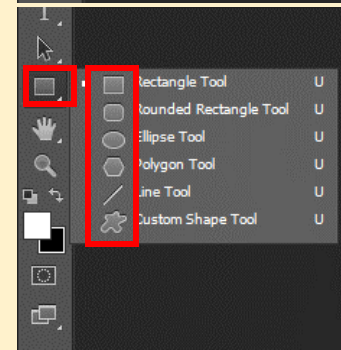 T
Rectangle Tool U
Rounded Rectangle Tool U
Ellipse Tool U
Polygon Tool U
Line Tool U
Custom Shape Tool U